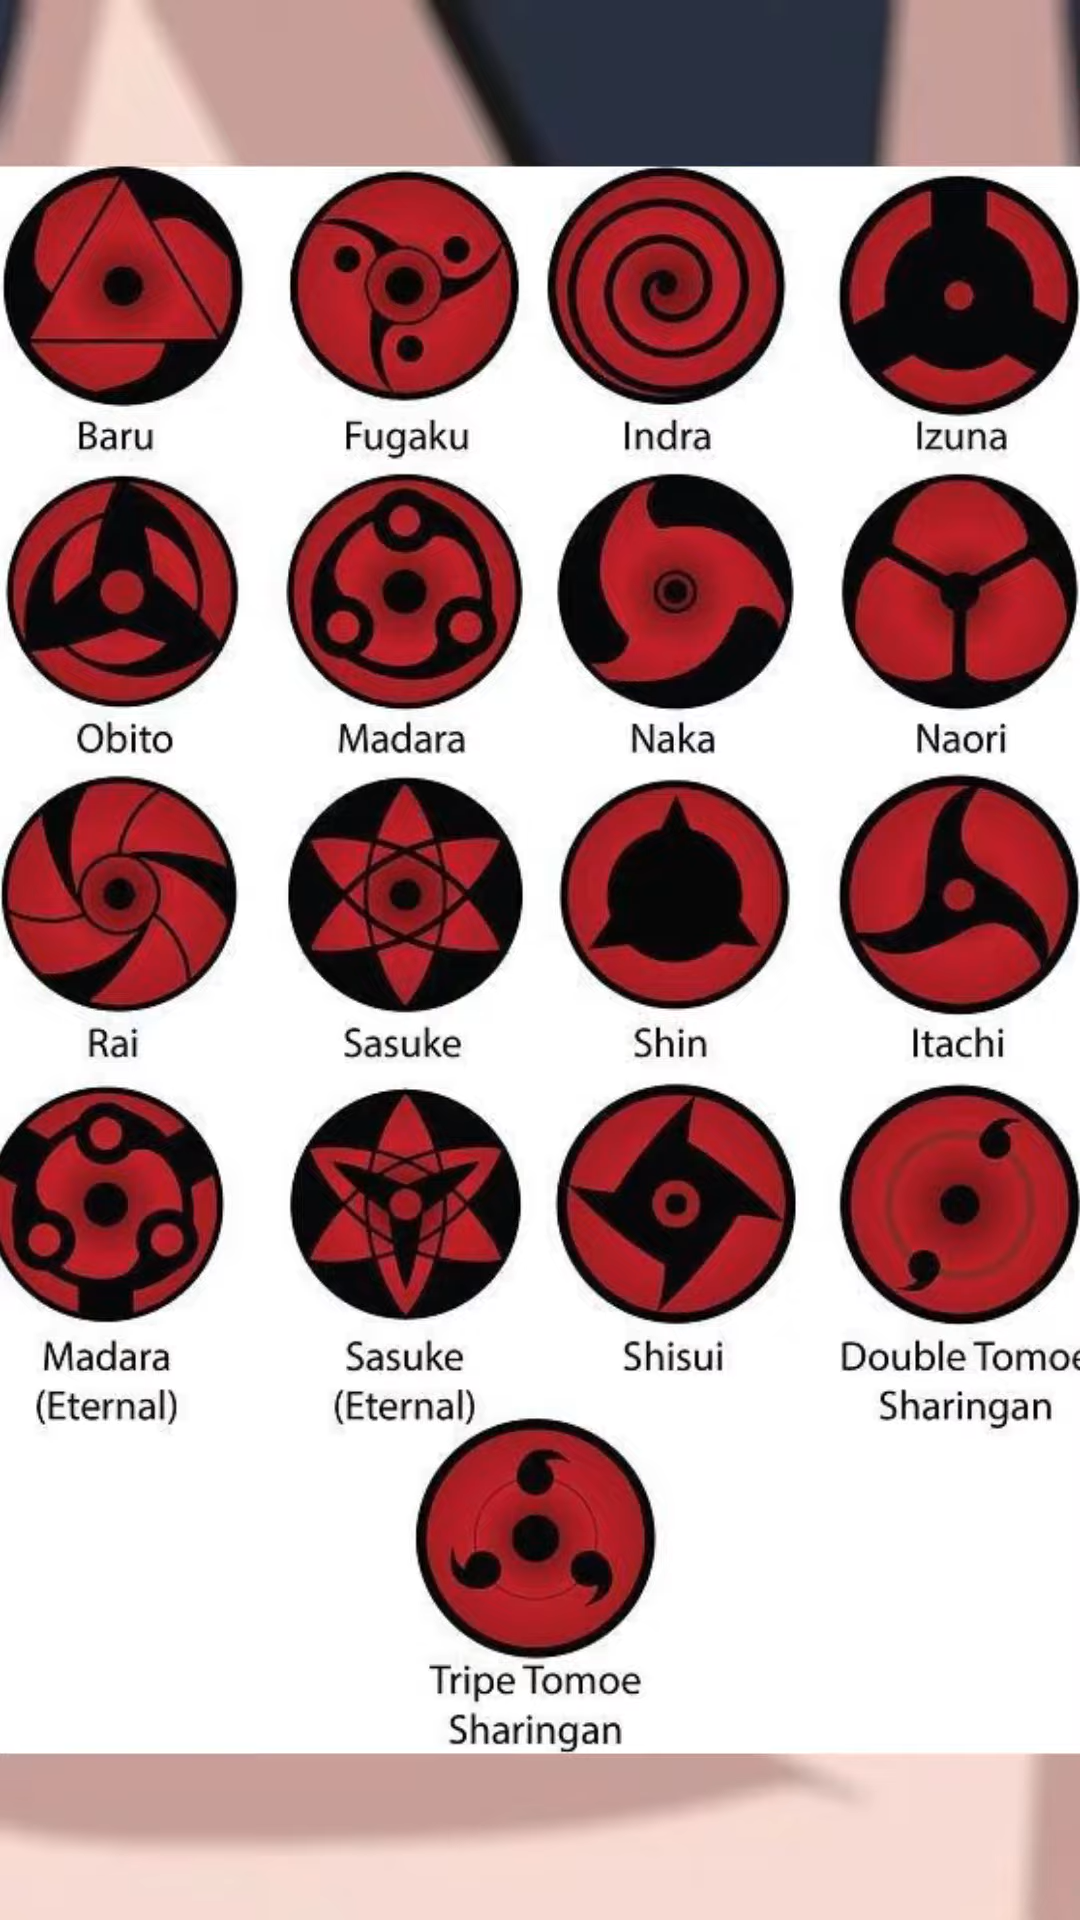 Baru
Fugaku
Indra
Izuna
Obito
Madara
Naka
Naori
Rai
Sasuke
Shin
Itachi
Madara
(Eternal)
Sasuke
(Eternal)
Shisui
Double Tomoe
Sharingan
Tripe Tomoe
Sharingan